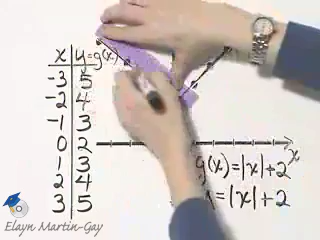 x y=g(x)
-3 5
-2 4
-1 3
0 2
1 3
2 4
3 5
x
g(x)=|x|+2
=|x|+2
Elayn Martin-Gay